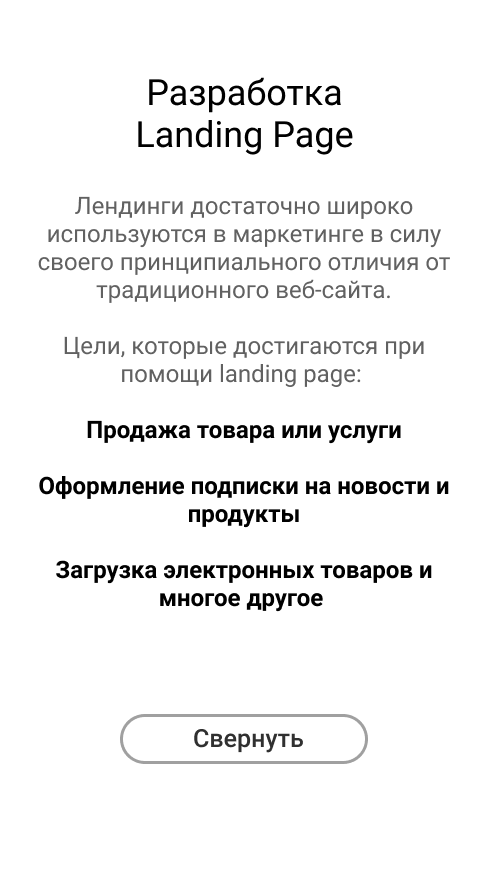 Разработка
Landing Page
Лендинги достаточно широко
используются в маркетинге в силу
своего принципиального отличия от
традиционного веб-сайта.
Цели, которые достигаются при
помощи landing page:
Продажа товара или услуги
Оформление подписки на новости и
продукты
Загрузка электронных товаров и
многое другое
Свернуть